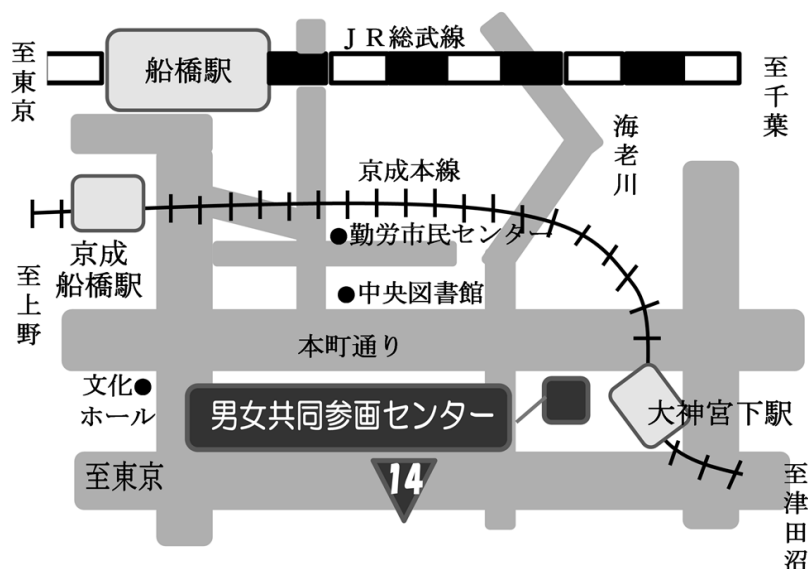 ＪＲ総武線
至東京
船橋駅
至千葉
海老川
京成本線
勤労市民センター
京成
船橋駅
至上野
中央図書館
本町通り
文化
ホール
男女共同参画センター
大神宮下駅
至東京
14
至津田沼